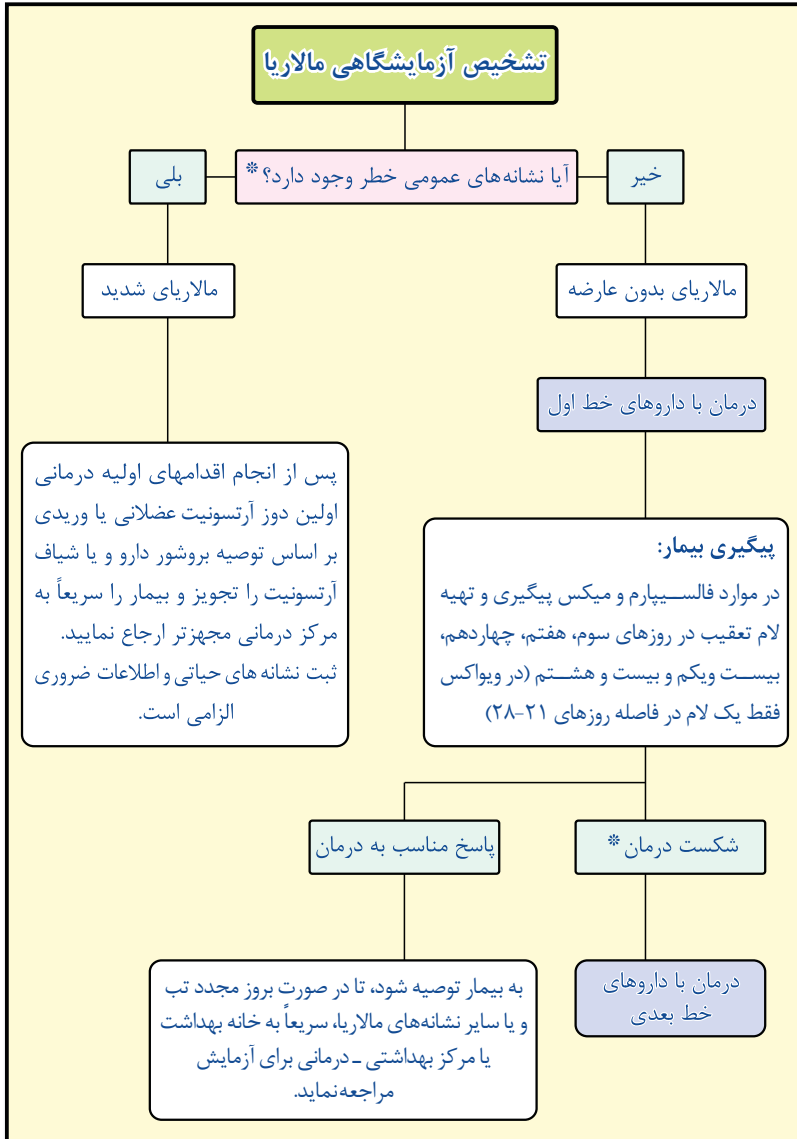 تشخیص آزمایشگاهی مالاریا
خیر
آیا نشانه‌های عمومی خطر وجود دارد؟ *
بلی
مالاریای بدون عارضه
مالاریای شدید
درمان با داروهای خط اول
پس از انجام اقدامهای اولیه درمانی
اولین دوز آرتسونیت عضلانی یا وریدی
بر اساس توصیه بروشور دارو و یا شیاف
آرتسونیت را تجویز و بیمار را سریعاً به
مرکز درمانی مجهزتر ارجاع نمایید.
ثبت نشانه های حیاتی و اطلاعات ضروری
الزامی است.
پیگیری بیمار:
در موارد فالسیپارم و میکس پیگیری و تهیه
لام تعقیب در روزهای سوم، هفتم، چهاردهم،
بیست ویکم و بیست و هشتم (در ویواکس
فقط یک لام در فاصله روزهای ۲۱-۲۸)
شکست درمان *
پاسخ مناسب به درمان
درمان با داروهای
خط بعدی
به بیمار توصیه شود، تا در صورت بروز مجدد تب
و یا سایر نشانه‌های مالاریا، سریعاً به خانه بهداشت
یا مرکز بهداشتی ـ درمانی برای آزمایش
مراجعه‌نماید.